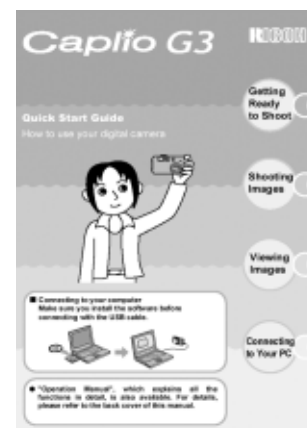 Caplio G3
RICOH
Quick Start Guide
How to use your digital camera
Getting
Ready
to Shoot
Shooting
Images
Viewing
Images
Connecting
to Your PC
■ Connecting to your computer
Make sure you install the software before
connecting with the USB cable.
● "Operation Manual", which explains all the
functions in detail, is also available. For details,
please refer to the back cover of this manual.